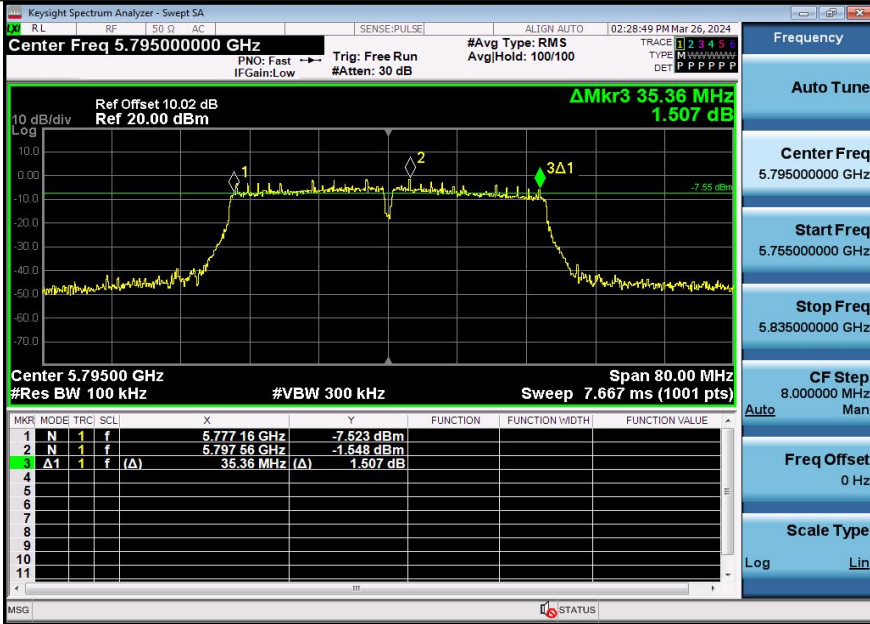 Keysight Spectrum Analyzer - Swept SA
LXI RL RF 50 Ω AC SENSE:PULSE ALIGN AUTO 02:28:49 PM Mar 26, 2024
Center Freq 5.795000000 GHz
PNO: Fast
IFGain:Low
Trig: Free Run
#Atten: 30 dB
#Avg Type: RMS
Avg|Hold: 100/100
TRACE 1 2 3 4 5 6
TYPE M W W W W W
DET P P P P P P
ΔMkr3 35.36 MHz
1.507 dB
Ref Offset 10.02 dB
10 dB/div Ref 20.00 dBm
Log
10.0
0.00
-10.0
-20.0
-30.0
-40.0
-50.0
-60.0
-70.0
1
2
3Δ1
-7.55 dBm
Center 5.79500 GHz Span 80.00 MHz
#Res BW 100 kHz #VBW 300 kHz Sweep 7.667 ms (1001 pts)
MKR MODE TRC SCL X Y FUNCTION FUNCTION WIDTH FUNCTION VALUE
1 N 1 f 5.777 16 GHz -7.523 dBm
2 N 1 f 5.797 56 GHz -1.548 dBm
3 Δ1 1 f (Δ) 35.36 MHz (Δ) 1.507 dB
4
5
6
7
8
9
10
11
MSG STATUS
Frequency
Auto Tune
Center Freq
5.795000000 GHz
Start Freq
5.755000000 GHz
Stop Freq
5.835000000 GHz
CF Step
8.000000 MHz
Auto Man
Freq Offset
0 Hz
Scale Type
Log Lin